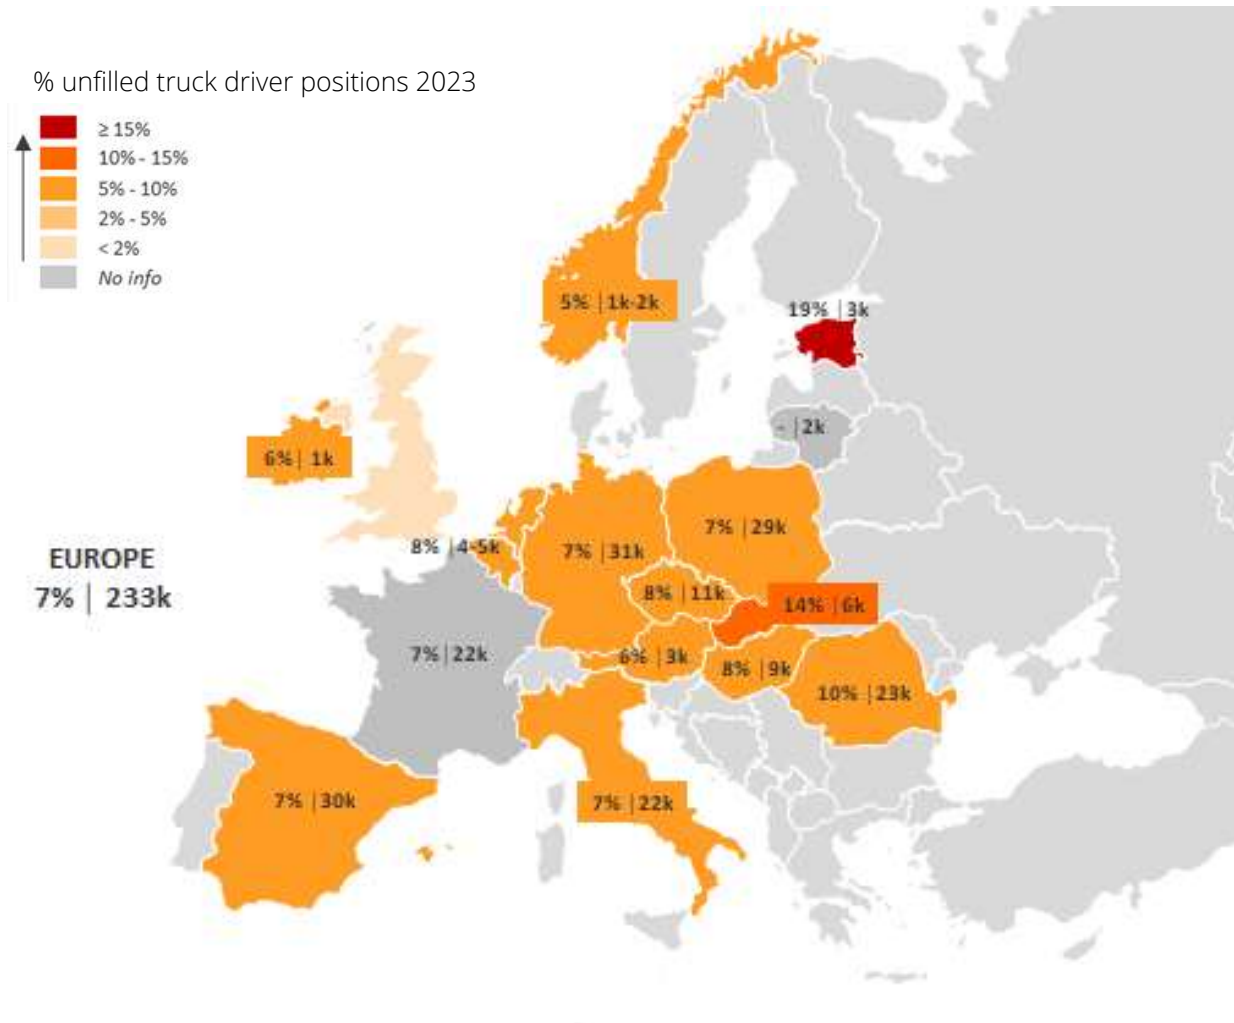 % unfilled truck driver positions 2023
≥ 15%
10% - 15%
5% - 10%
2% - 5%
< 2%
No info
5% | 1k-2k
19% | 3k
- | 2k
6% | 1k
7% | 29k
8% | 4-5k
7% | 31k
EUROPE
7% | 233k
8% | 11k
14% | 6k
7% | 22k
6% | 3k
8% | 9k
10% | 23k
7% | 30k
7% | 22k